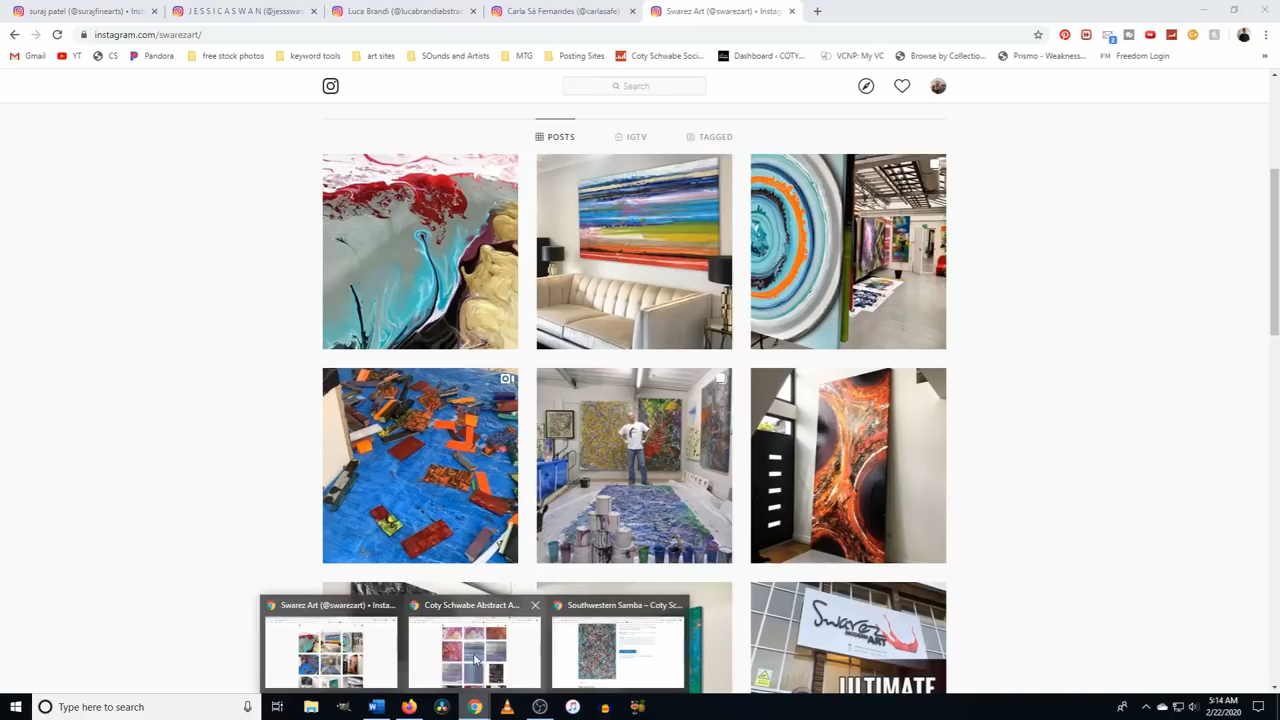 suraj patel (@surajfinearts) • Inst
J E S S I C A S W A N (@jessswan
Luca Brandi (@lucabrandiabstrac
Carla Sá Fernandes (@carlasafe)
Swarez Art (@swarezart) • Instag
instagram.com/swarezart/
Gmail
YT
CS
Pandora
free stock photos
keyword tools
art sites
SOunds and Artists
MTG
Posting Sites
Coty Schwabe Soci...
Dashboard ‹ COTY...
VCNP: My VC
Browse by Collectio...
Prismo - Weakness...
Freedom Login
»
Search
POSTS
IGTV
TAGGED
Swarez
MODERN ART
ULTIMATE
Swarez Art (@swarezart) • Insta...
Coty Schwabe Abstract A...
Southwestern Samba – Coty Sc...
Type here to search
5:14 AM
2/22/2020